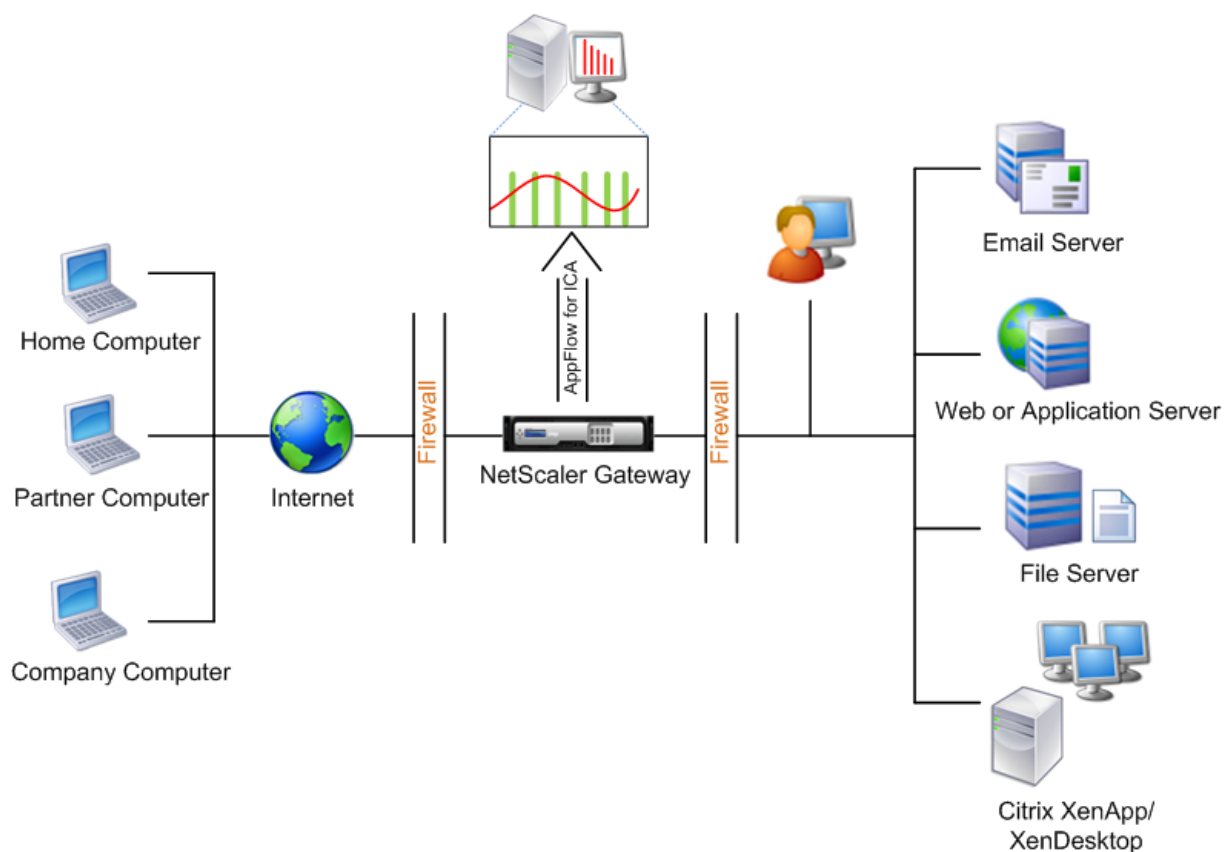 AppFlow for ICA
Email Server
Home Computer
Firewall
Firewall
Web or Application Server
Partner Computer
Internet
NetScaler Gateway
File Server
Company Computer
Citrix XenApp/
XenDesktop